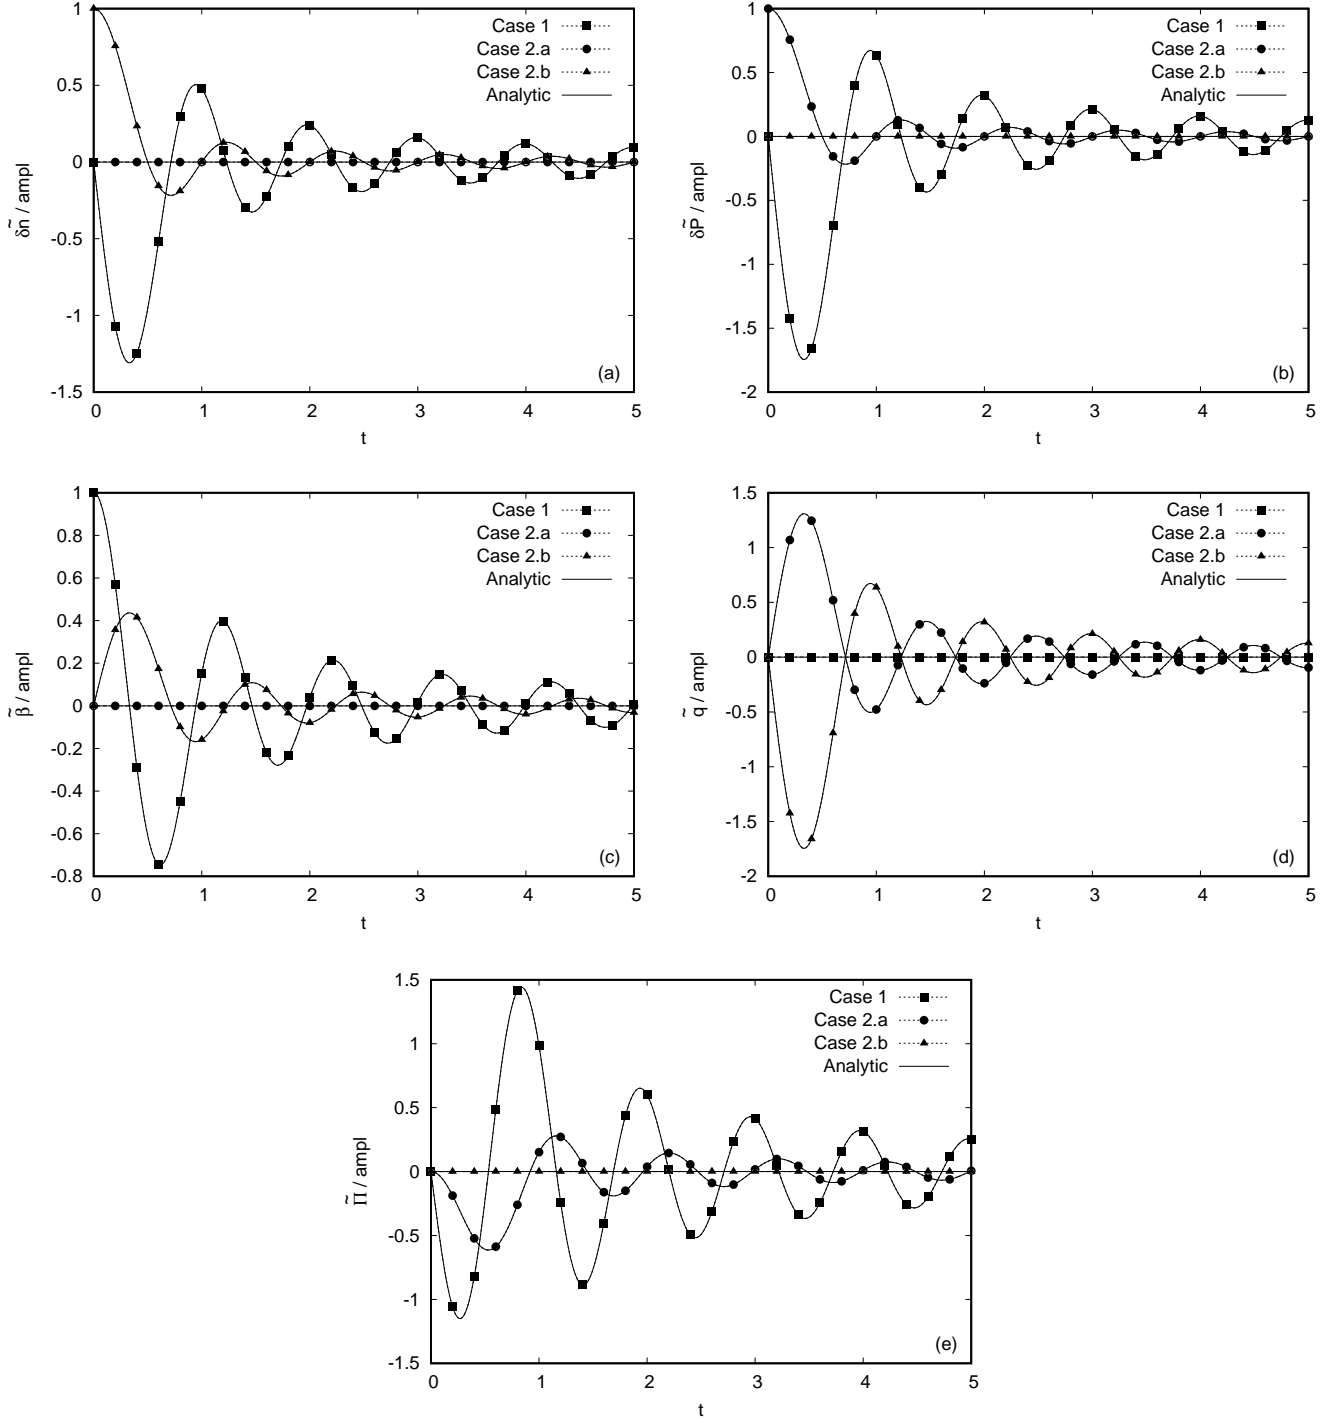 1
0.5
0
-0.5
-1
-1.5
0 1 2 3 4 5
δñ / ampl
t
Case 1
Case 2.a
Case 2.b
Analytic
(a)
1
0.5
0
-0.5
-1
-1.5
-2
0 1 2 3 4 5
δP̃ / ampl
t
Case 1
Case 2.a
Case 2.b
Analytic
(b)
1
0.8
0.6
0.4
0.2
0
-0.2
-0.4
-0.6
-0.8
0 1 2 3 4 5
β̃ / ampl
t
Case 1
Case 2.a
Case 2.b
Analytic
(c)
1.5
1
0.5
0
-0.5
-1
-1.5
-2
0 1 2 3 4 5
q̃ / ampl
t
Case 1
Case 2.a
Case 2.b
Analytic
(d)
1.5
1
0.5
0
-0.5
-1
-1.5
0 1 2 3 4 5
Π̃ / ampl
t
Case 1
Case 2.a
Case 2.b
Analytic
(e)